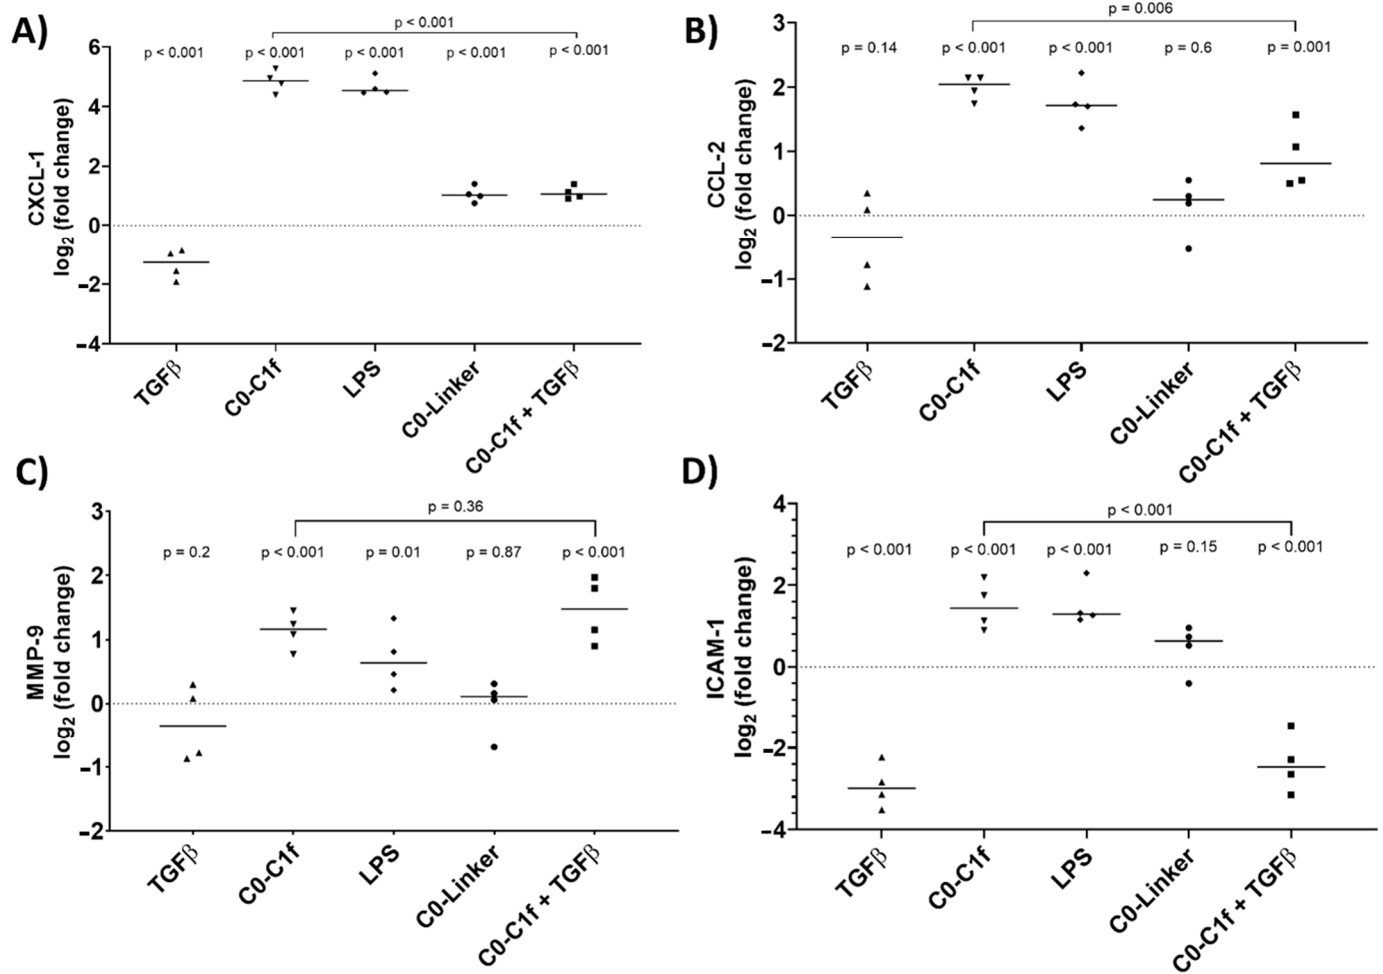 A)
p < 0.001
p < 0.001 p < 0.001 p < 0.001 p < 0.001 p < 0.001
CXCL-1
log2 (fold change)
6
4
2
0
−2
−4
TGFβ C0-C1f LPS C0-Linker C0-C1f + TGFβ
B)
p = 0.006
p = 0.14 p < 0.001 p < 0.001 p = 0.6 p = 0.001
CCL-2
log2 (fold change)
3
2
1
0
−1
−2
TGFβ C0-C1f LPS C0-Linker C0-C1f + TGFβ
C)
p = 0.36
p = 0.2 p < 0.001 p = 0.01 p = 0.87 p < 0.001
MMP-9
log2 (fold change)
3
2
1
0
−1
−2
TGFβ C0-C1f LPS C0-Linker C0-C1f + TGFβ
D)
p < 0.001
p < 0.001 p < 0.001 p < 0.001 p = 0.15 p < 0.001
ICAM-1
log2 (fold change)
4
2
0
−2
−4
TGFβ C0-C1f LPS C0-Linker C0-C1f + TGFβ